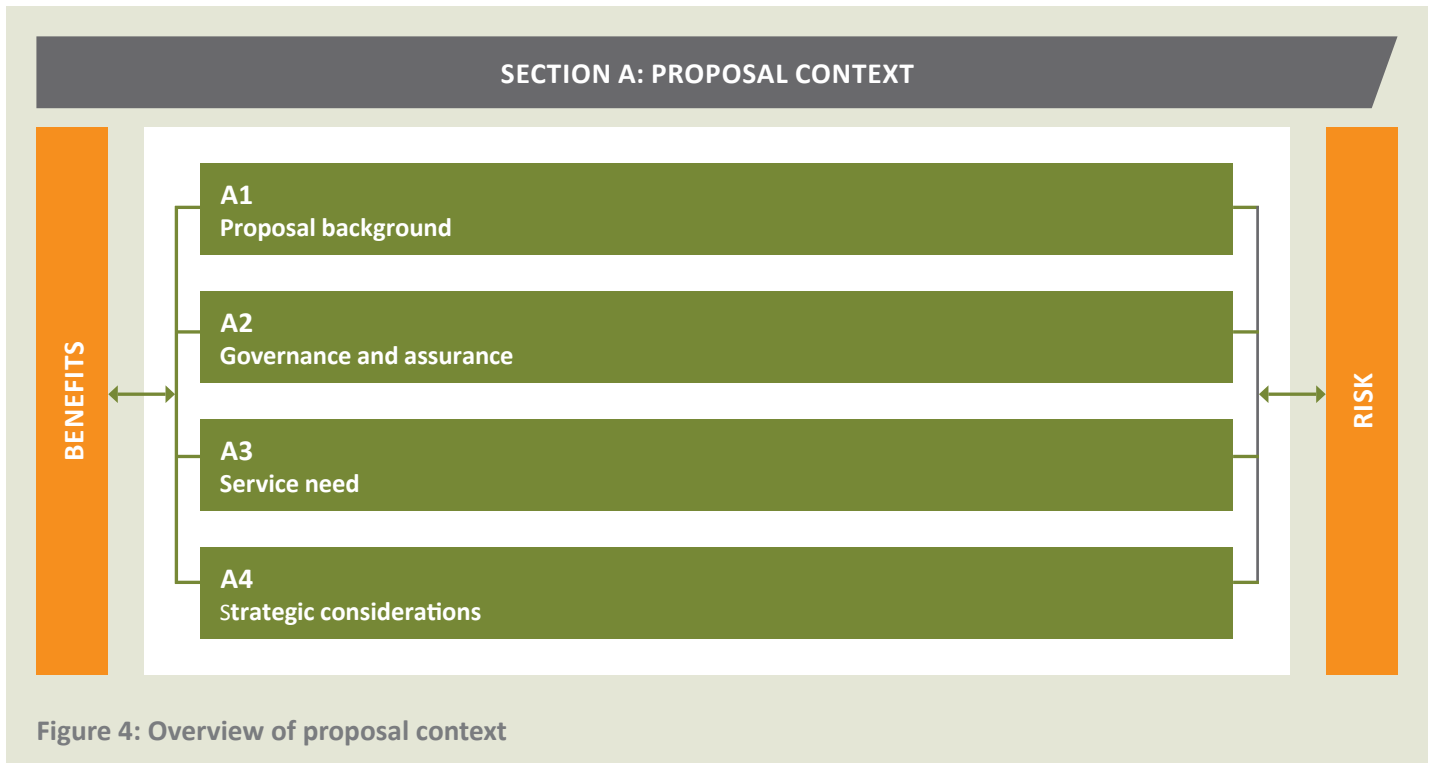 SECTION A: PROPOSAL CONTEXT
BENEFITS
A1
Proposal background
A2
Governance and assurance
A3
Service need
A4
Strategic considerations
RISK
Figure 4: Overview of proposal context